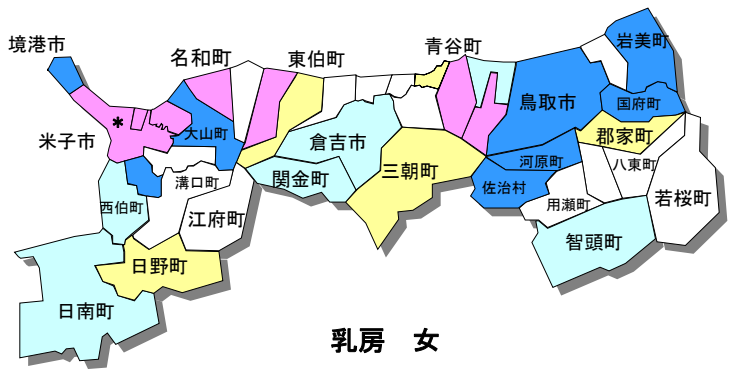 岩美町
境港市
名和町
東伯町
青谷町
鳥取市
国府町
*
米子市
大山町
倉吉市
郡家町
河原町
八東町
三朝町
関金町
溝口町
佐治村
若桜町
西伯町
用瀬町
江府町
智頭町
日野町
日南町
乳房 女